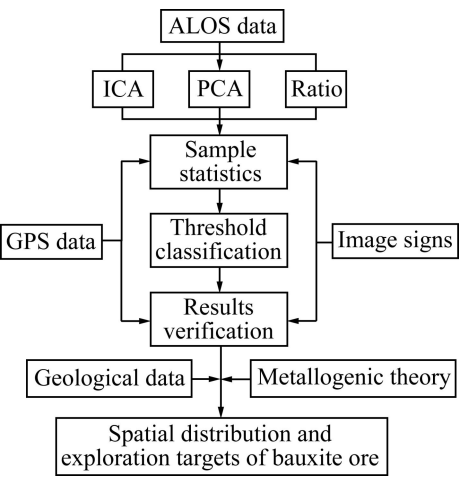 ALOS data
ICA
PCA
Ratio
Sample
statistics
GPS data
Threshold
classification
Image signs
Results
verification
Geological data
Metallogenic theory
Spatial distribution and
exploration targets of bauxite ore